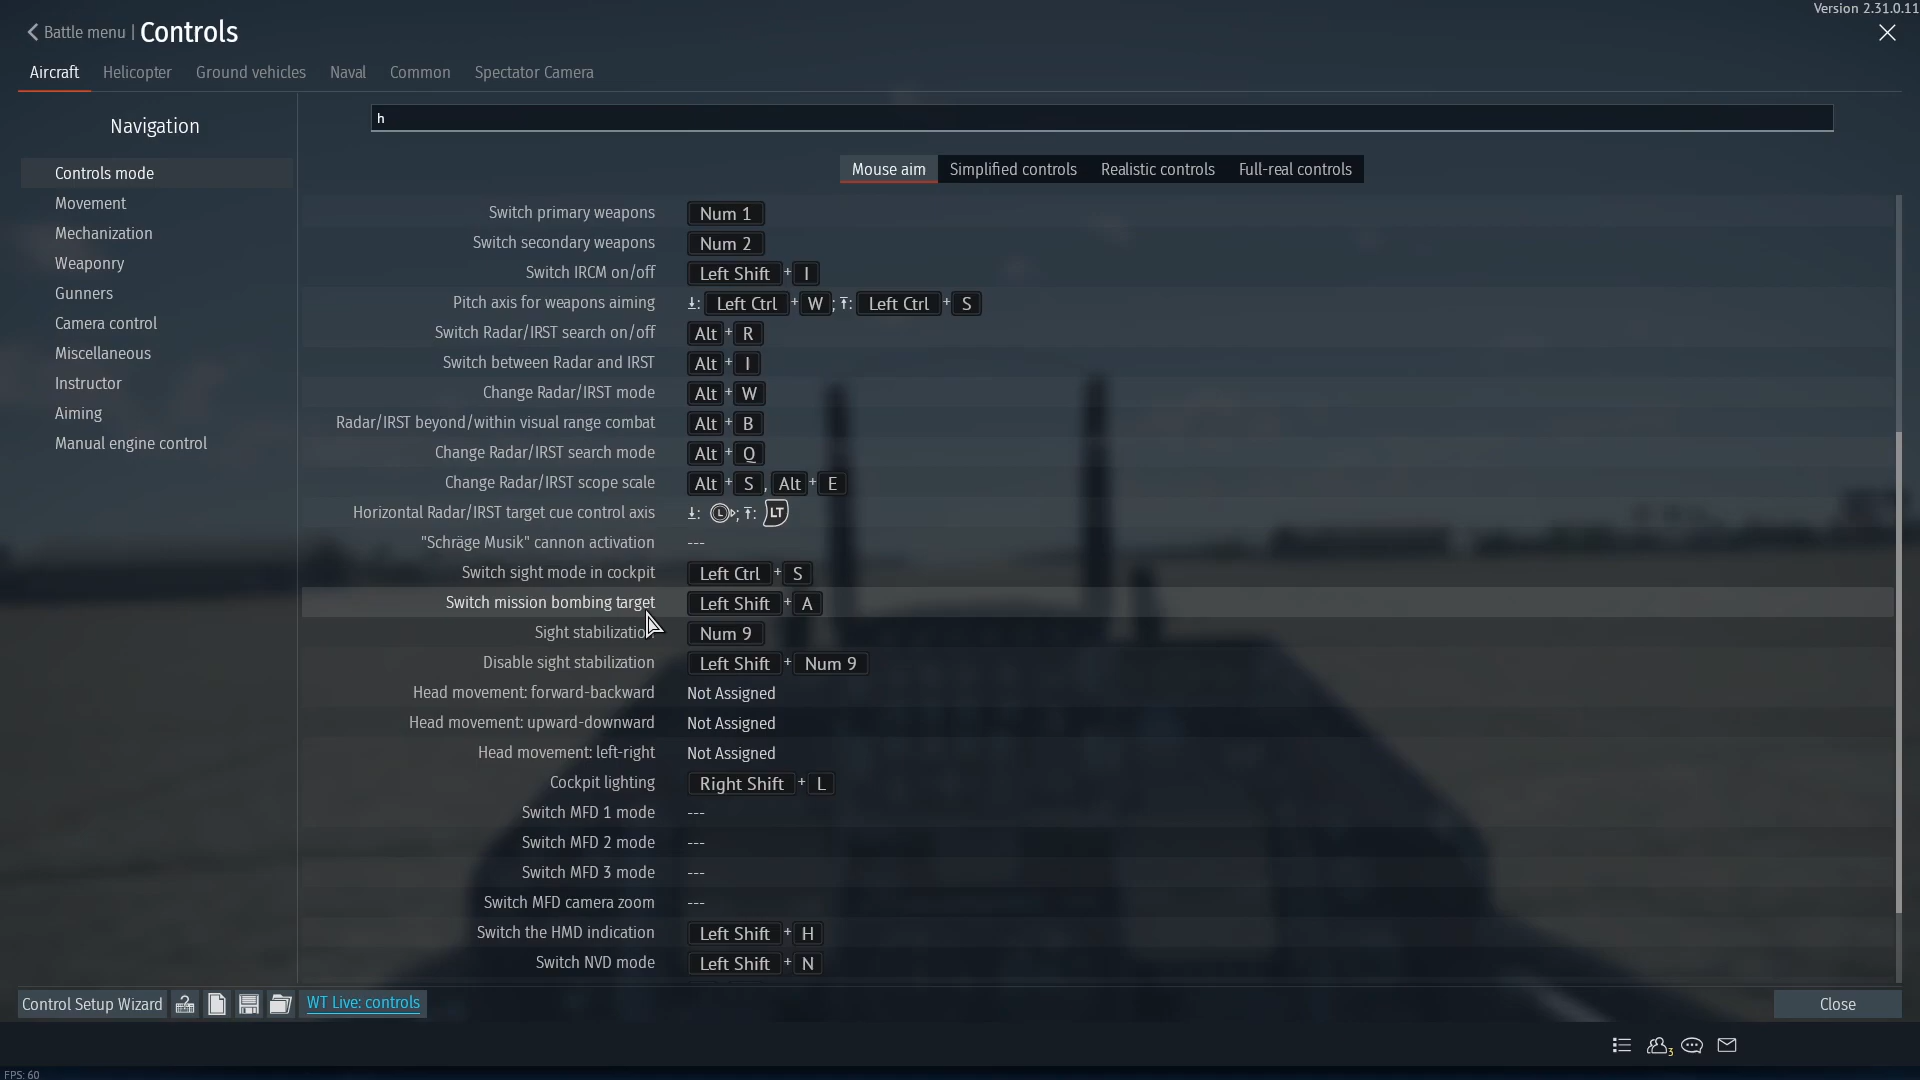 Version 2.31.0.11
Battle menu | Controls
Aircraft Helicopter Ground vehicles Naval Common Spectator Camera
Navigation
Controls mode
Movement
Mechanization
Weaponry
Gunners
Camera control
Miscellaneous
Instructor
Aiming
Manual engine control
h
Mouse aim Simplified controls Realistic controls Full-real controls
Switch primary weapons Num 1
Switch secondary weapons Num 2
Switch IRCM on/off Left Shift + I
Pitch axis for weapons aiming : Left Ctrl + W ; : Left Ctrl + S
Switch Radar/IRST search on/off Alt + R
Switch between Radar and IRST Alt + I
Change Radar/IRST mode Alt + W
Radar/IRST beyond/within visual range combat Alt + B
Change Radar/IRST search mode Alt + Q
Change Radar/IRST scope scale Alt + S , Alt + E
Horizontal Radar/IRST target cue control axis : L ; : LT
"Schräge Musik" cannon activation ---
Switch sight mode in cockpit Left Ctrl + S
Switch mission bombing target Left Shift + A
Sight stabilization Num 9
Disable sight stabilization Left Shift + Num 9
Head movement: forward-backward Not Assigned
Head movement: upward-downward Not Assigned
Head movement: left-right Not Assigned
Cockpit lighting Right Shift + L
Switch MFD 1 mode ---
Switch MFD 2 mode ---
Switch MFD 3 mode ---
Switch MFD camera zoom ---
Switch the HMD indication Left Shift + H
Switch NVD mode Left Shift + N
Control Setup Wizard WT Live: controls Close
3
FPS: 60